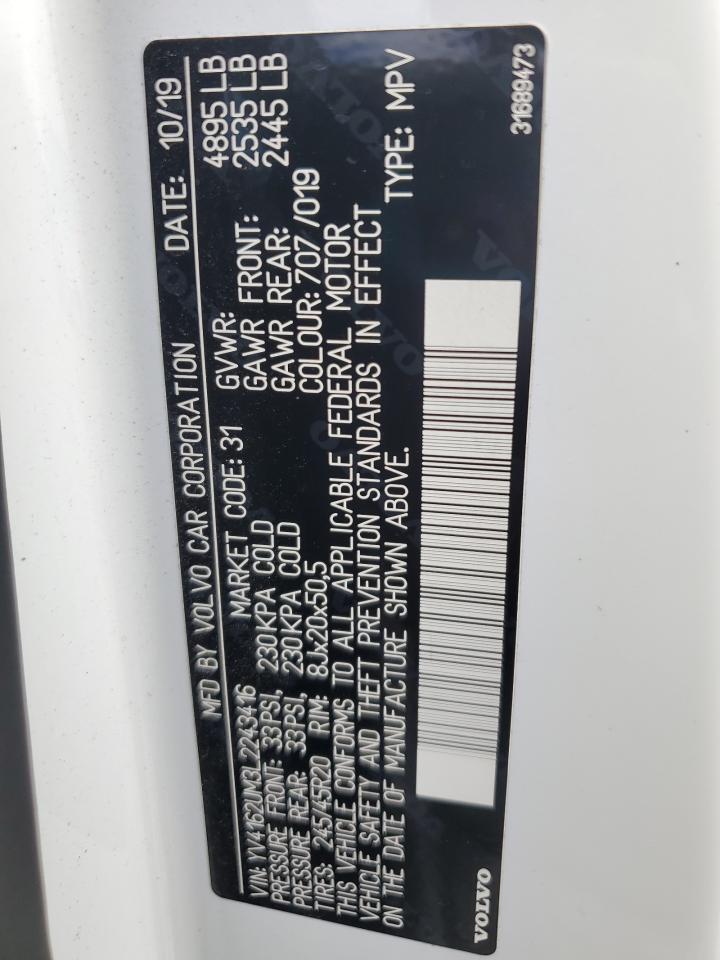 MFD BY VOLVO CAR CORPORATION DATE: 10/19
VIN: YV4162UM3L2243416 MARKET CODE: 31 GVWR: 4895 LB
PRESSURE FRONT: 33PSI, 230KPA COLD GAWR FRONT: 2535 LB
PRESSURE REAR: 33PSI, 230KPA COLD GAWR REAR: 2445 LB
TIRES: 245/45R20 RIM: 8Jx20x50,5 COLOUR: 707 /019
THIS VEHICLE CONFORMS TO ALL APPLICABLE FEDERAL MOTOR
VEHICLE SAFETY AND THEFT PREVENTION STANDARDS IN EFFECT
ON THE DATE OF MANUFACTURE SHOWN ABOVE. TYPE: MPV
VOLVO 31689473